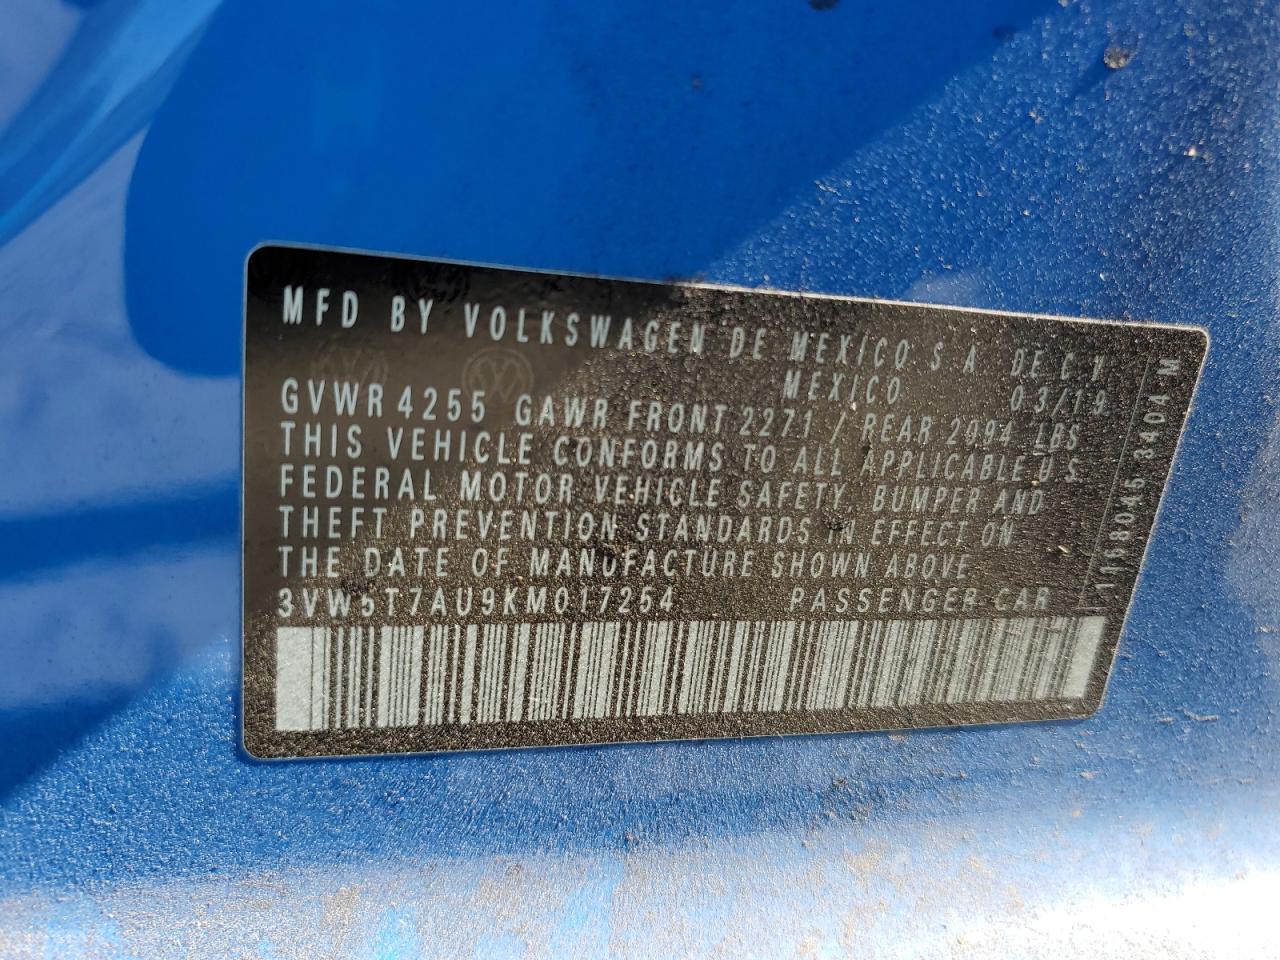 MFD BY VOLKSWAGEN DE MEXICO S A DE C V
MEXICO 03/19
GVWR 4255 GAWR FRONT 2271 / REAR 2094 LBS
THIS VEHICLE CONFORMS TO ALL APPLICABLE U S
FEDERAL MOTOR VEHICLE SAFETY, BUMPER AND
THEFT PREVENTION STANDARDS IN EFFECT ON
THE DATE OF MANUFACTURE SHOWN ABOVE
3VW5T7AU9KM017254 PASSENGER CAR
1158045 3404 M